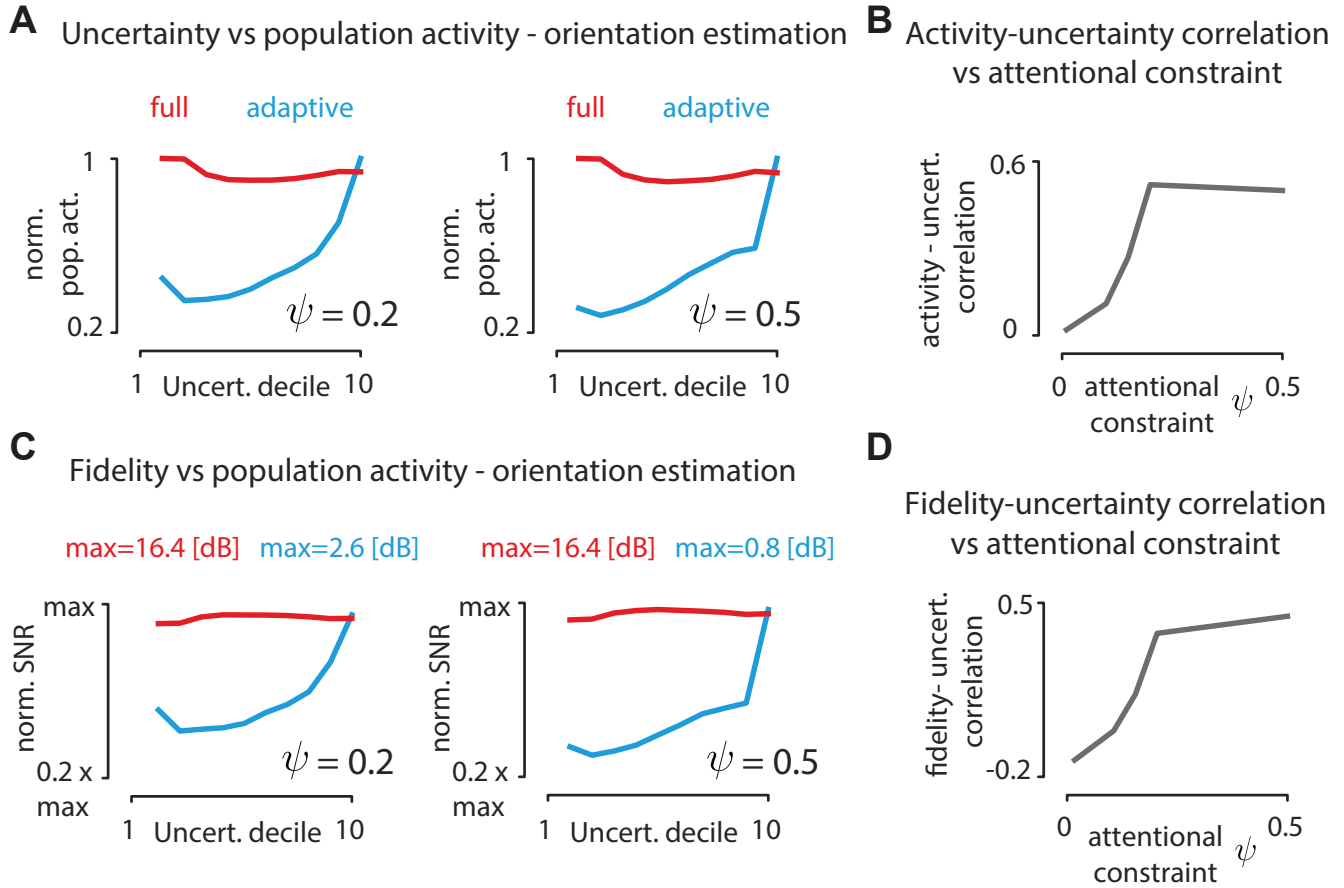 A
Uncertainty vs population activity - orientation estimation
full adaptive
1
norm.
pop. act.
0.2
ψ = 0.2
1 Uncert. decile 10
full adaptive
1
norm.
pop. act.
0.2
ψ = 0.5
1 Uncert. decile 10
B
Activity-uncertainty correlation
vs attentional constraint
0.6
activy - uncert.
correlation
0
0 attentional ψ 0.5
constraint
C
Fidelity vs population activity - orientation estimation
max=16.4 [dB] max=2.6 [dB]
max
norm. SNR
0.2 x
max
ψ = 0.2
1 Uncert. decile 10
max=16.4 [dB] max=0.8 [dB]
max
norm. SNR
0.2 x
max
ψ = 0.5
1 Uncert. decile 10
D
Fidelity-uncertainty correlation
vs attentional constraint
0.5
fidelity- uncert.
correlation
-0.2
0 attentional ψ 0.5
constraint